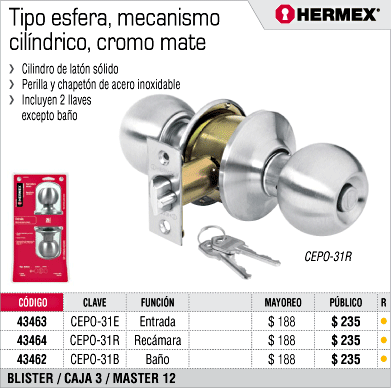 Tipo esfera, mecanismo
cilíndrico, cromo mate
HERMEX®
Cilindro de latón sólido
Perilla y chapetón de acero inoxidable
Incluyen 2 llaves
excepto baño
HERMEX
CEPO-31R
CÓDIGO CLAVE FUNCIÓN MAYOREO PÚBLICO R
43463 CEPO-31E Entrada $ 188 $ 235
43464 CEPO-31R Recámara $ 188 $ 235
43462 CEPO-31B Baño $ 188 $ 235
BLISTER / CAJA 3 / MASTER 12